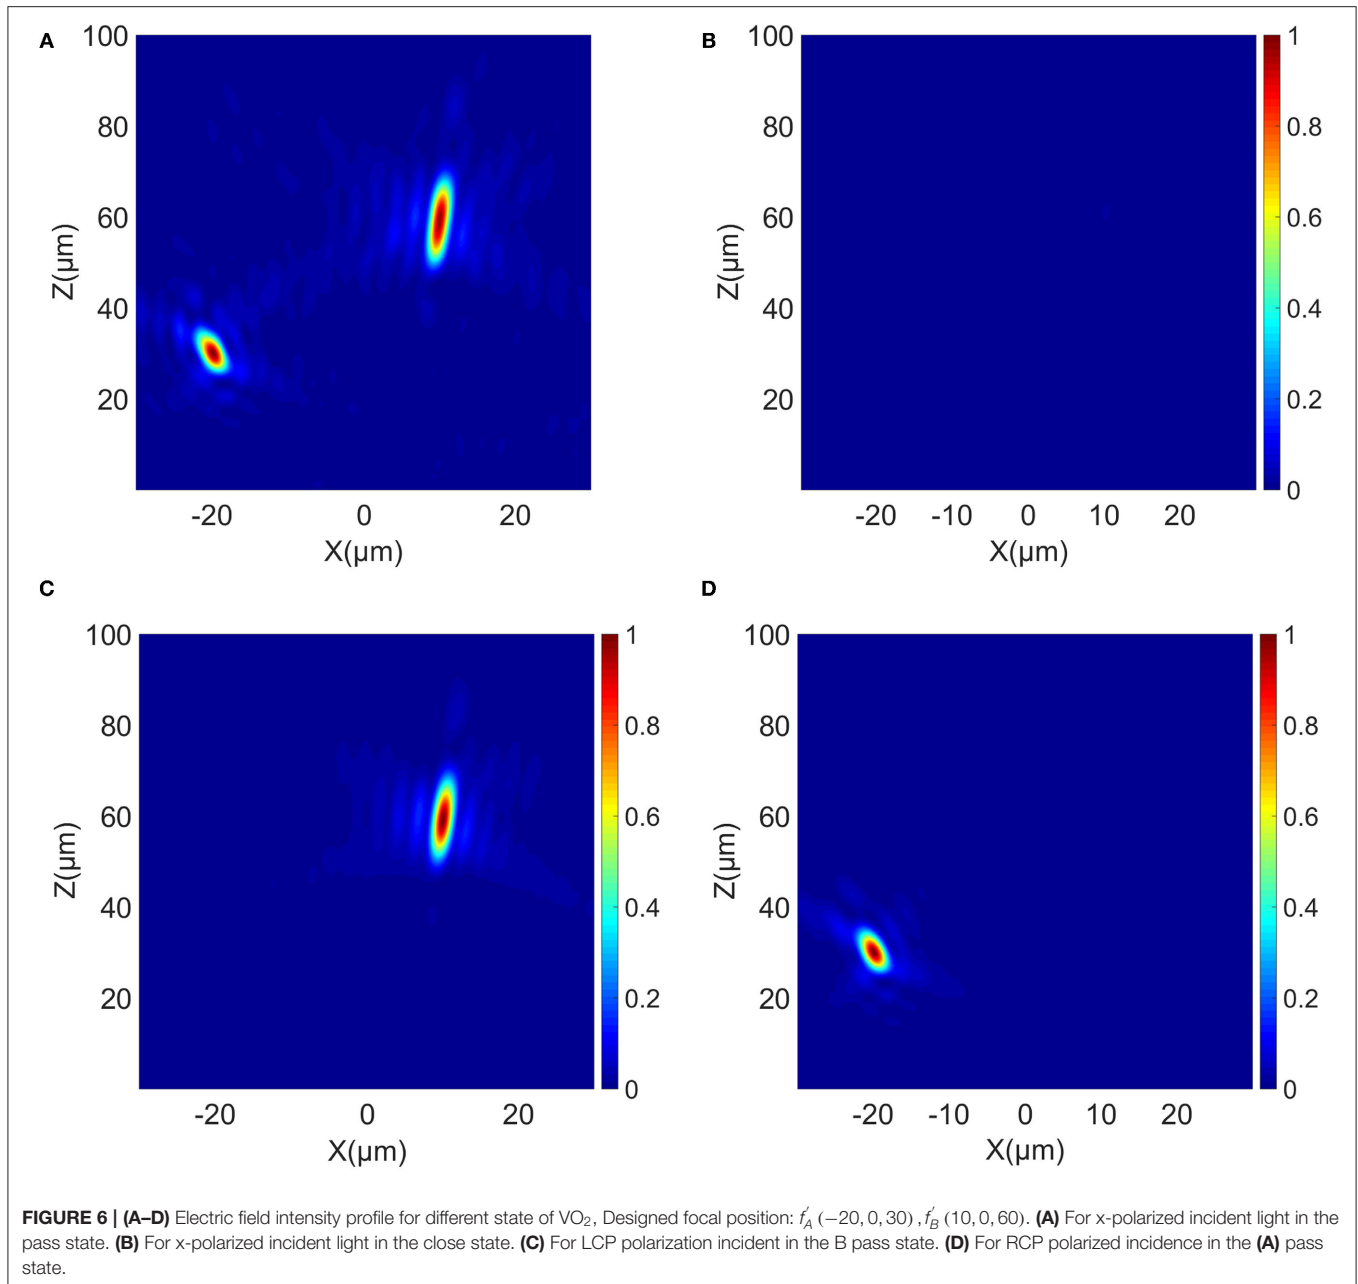 A
100
80
60
40
20
Z(µm)
-20 0 20
X(µm)
B
100
80
60
40
20
Z(µm)
-20 -10 0 10 20
X(µm)
1
0.8
0.6
0.4
0.2
0
C
100
80
60
40
20
Z(µm)
-20 0 20
X(µm)
1
0.8
0.6
0.4
0.2
0
D
100
80
60
40
20
Z(µm)
-20 -10 0 10 20
X(µm)
1
0.8
0.6
0.4
0.2
0
FIGURE 6 | (A–D) Electric field intensity profile for different state of VO₂, Designed focal position: f′A (−20, 0, 30) , f′B (10, 0, 60). (A) For x-polarized incident light in the
pass state. (B) For x-polarized incident light in the close state. (C) For LCP polarization incident in the B pass state. (D) For RCP polarized incidence in the (A) pass
state.